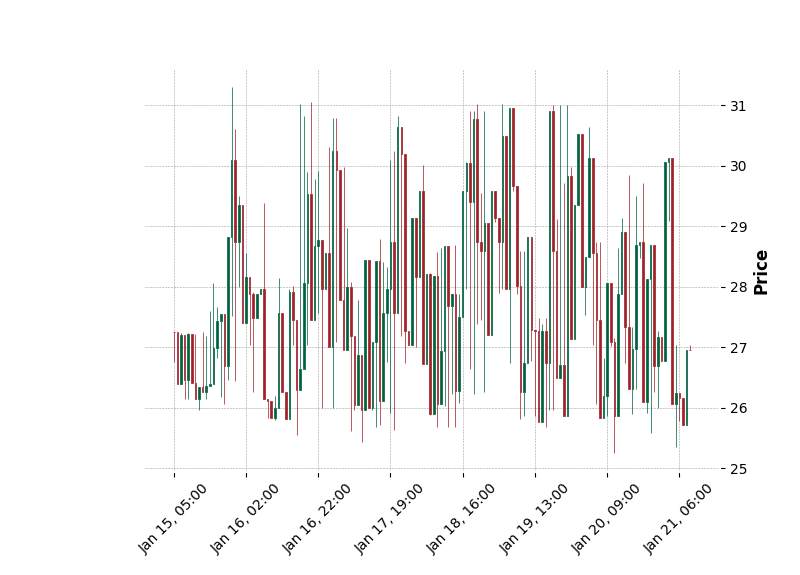 31
30
29
28
27
26
25
Price
Jan 15, 05:00
Jan 16, 02:00
Jan 16, 22:00
Jan 17, 19:00
Jan 18, 16:00
Jan 19, 13:00
Jan 20, 09:00
Jan 21, 06:00